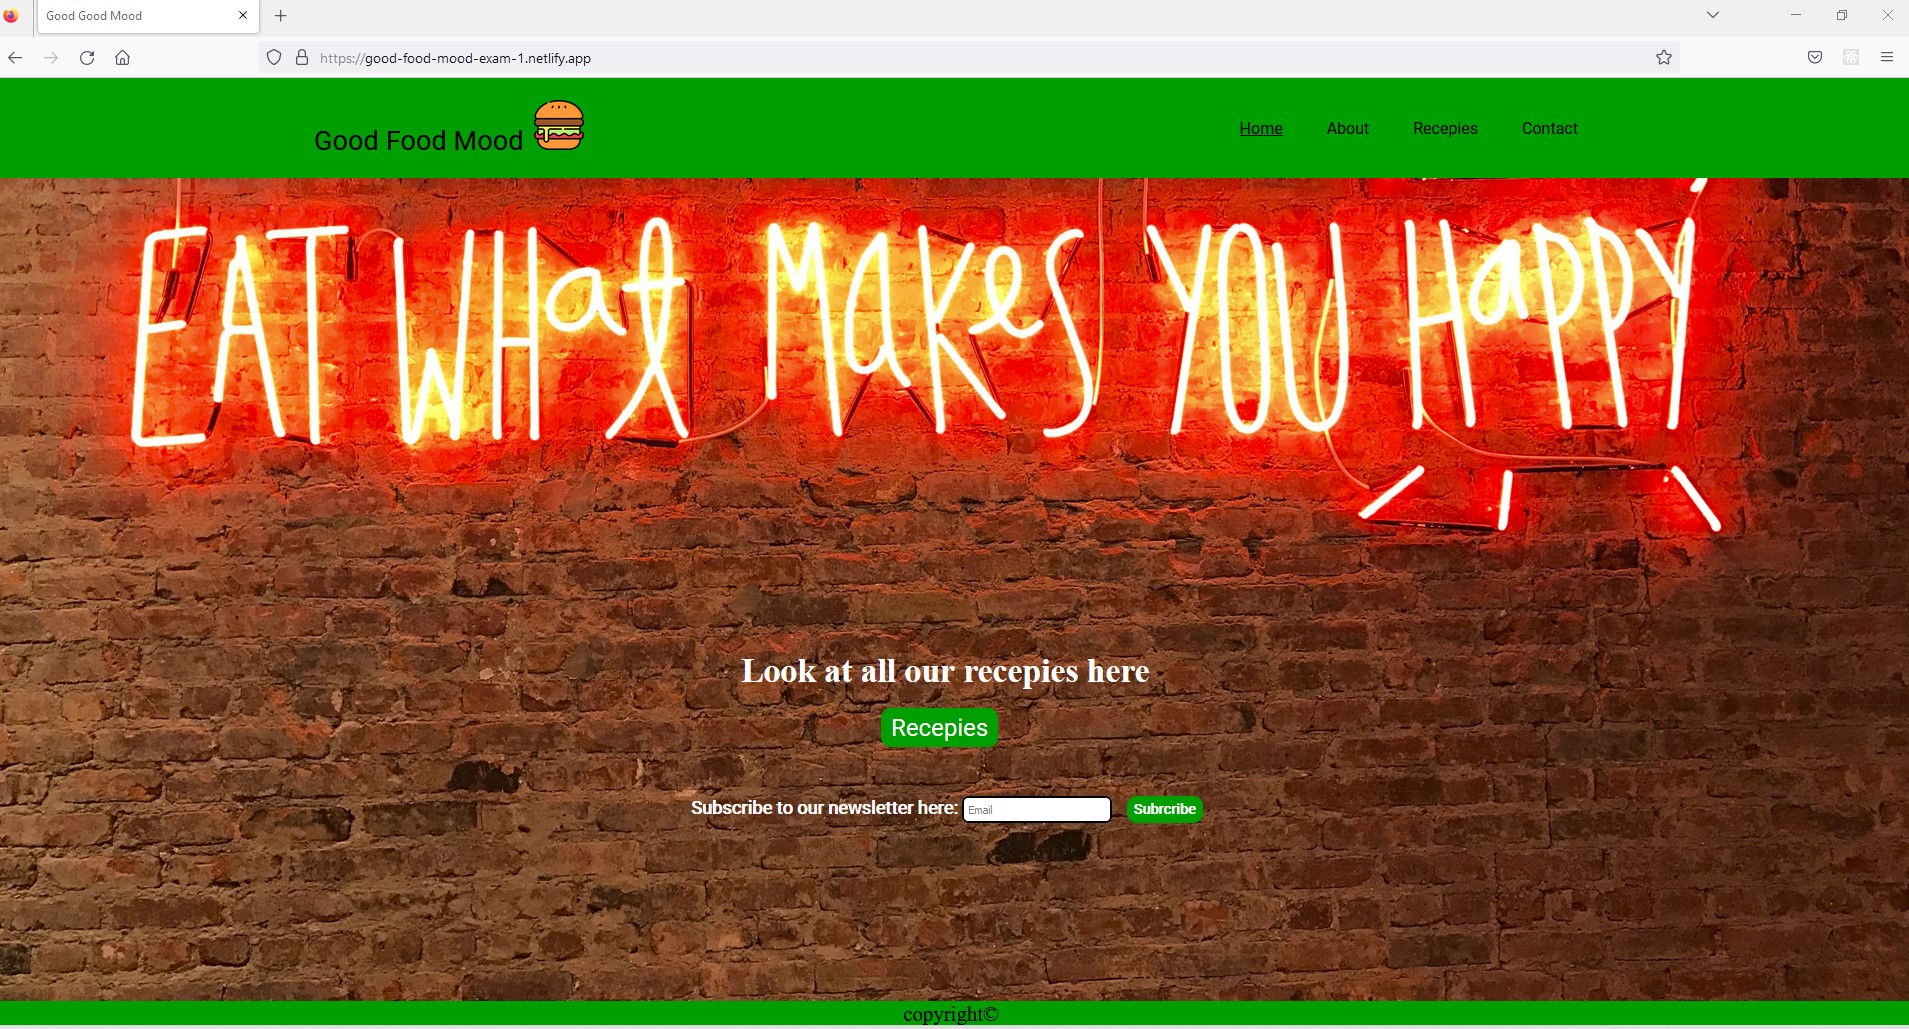 Good Good Mood
https://good-food-mood-exam-1.netlify.app
Good Food Mood
Home About Recepies Contact
EAT WHat Makes YOU HaPPY
Look at all our recepies here
Recepies
Subscribe to our newsletter here: Email Subrcribe
copyright©